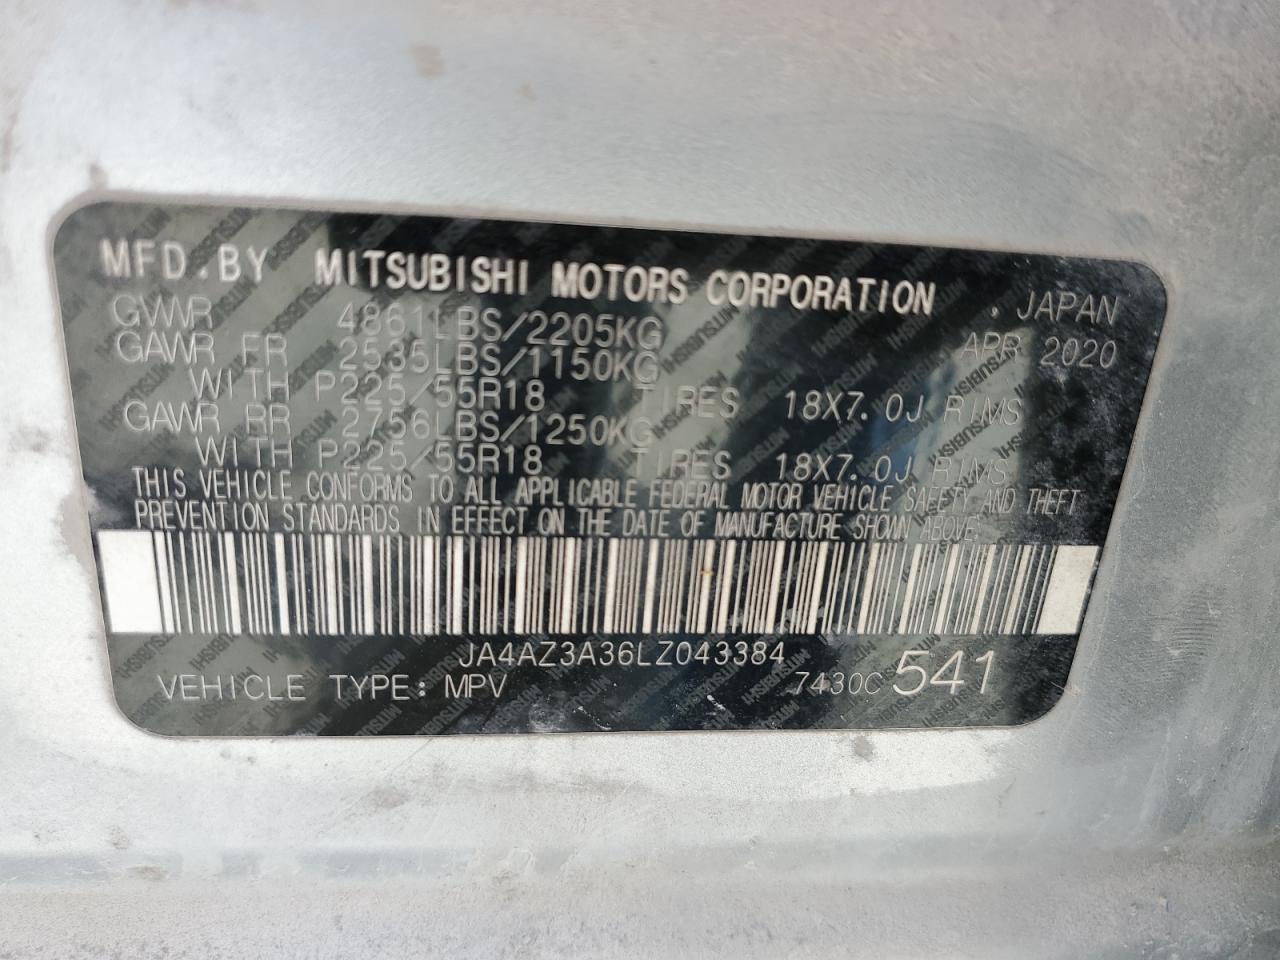 MFD.BY MITSUBISHI MOTORS CORPORATION . JAPAN
GVWR 4861LBS/2205KG APR 2020
GAWR FR 2535LBS/1150KG
WITH P225/55R18 TIRES 18X7.0J RIMS
GAWR RR 2756LBS/1250KG
WITH P225/55R18 TIRES 18X7.0J RIMS
THIS VEHICLE CONFORMS TO ALL APPLICABLE FEDERAL MOTOR VEHICLE SAFETY AND THEFT
PREVENTION STANDARDS IN EFFECT ON THE DATE OF MANUFACTURE SHOWN ABOVE.
JA4AZ3A36LZ043384
VEHICLE TYPE: MPV 7430C 541